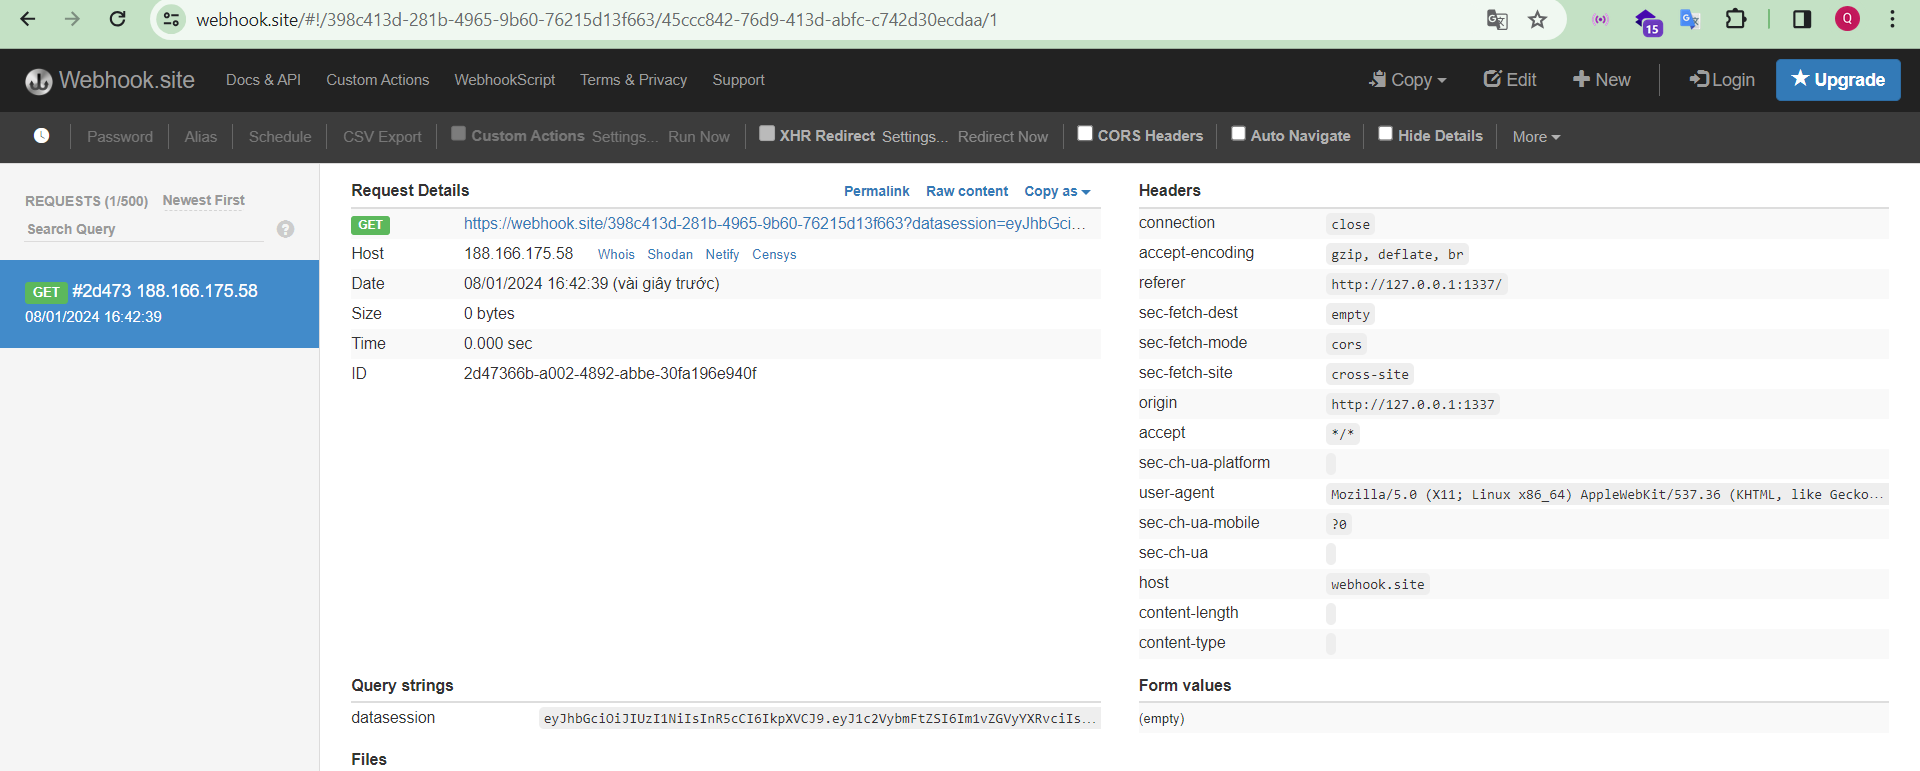 webhook.site/#!/398c413d-281b-4965-9b60-76215d13f663/45ccc842-76d9-413d-abfc-c742d30ecdaa/1
15
Q
Webhook.site Docs & API Custom Actions WebhookScript Terms & Privacy Support Copy Edit New Login Upgrade
Password Alias Schedule CSV Export Custom Actions Settings... Run Now XHR Redirect Settings... Redirect Now CORS Headers Auto Navigate Hide Details More
REQUESTS (1/500) Newest First
Search Query ?
GET #2d473 188.166.175.58
08/01/2024 16:42:39
Request Details Permalink Raw content Copy as
GET https://webhook.site/398c413d-281b-4965-9b60-76215d13f663?datasession=eyJhbGci...
Host 188.166.175.58 Whois Shodan Netify Censys
Date 08/01/2024 16:42:39 (vài giây trước)
Size 0 bytes
Time 0.000 sec
ID 2d47366b-a002-4892-abbe-30fa196e940f
Headers
connection close
accept-encoding gzip, deflate, br
referer http://127.0.0.1:1337/
sec-fetch-dest empty
sec-fetch-mode cors
sec-fetch-site cross-site
origin http://127.0.0.1:1337
accept */*
sec-ch-ua-platform
user-agent Mozilla/5.0 (X11; Linux x86_64) AppleWebKit/537.36 (KHTML, like Gecko...
sec-ch-ua-mobile ?0
sec-ch-ua
host webhook.site
content-length
content-type
Query strings
datasession eyJhbGciOiJIUzI1NiIsInR5cCI6IkpXVCJ9.eyJ1c2VybmFtZSI6Im1vZGVyYXRvciIs...
Form values
(empty)
Files